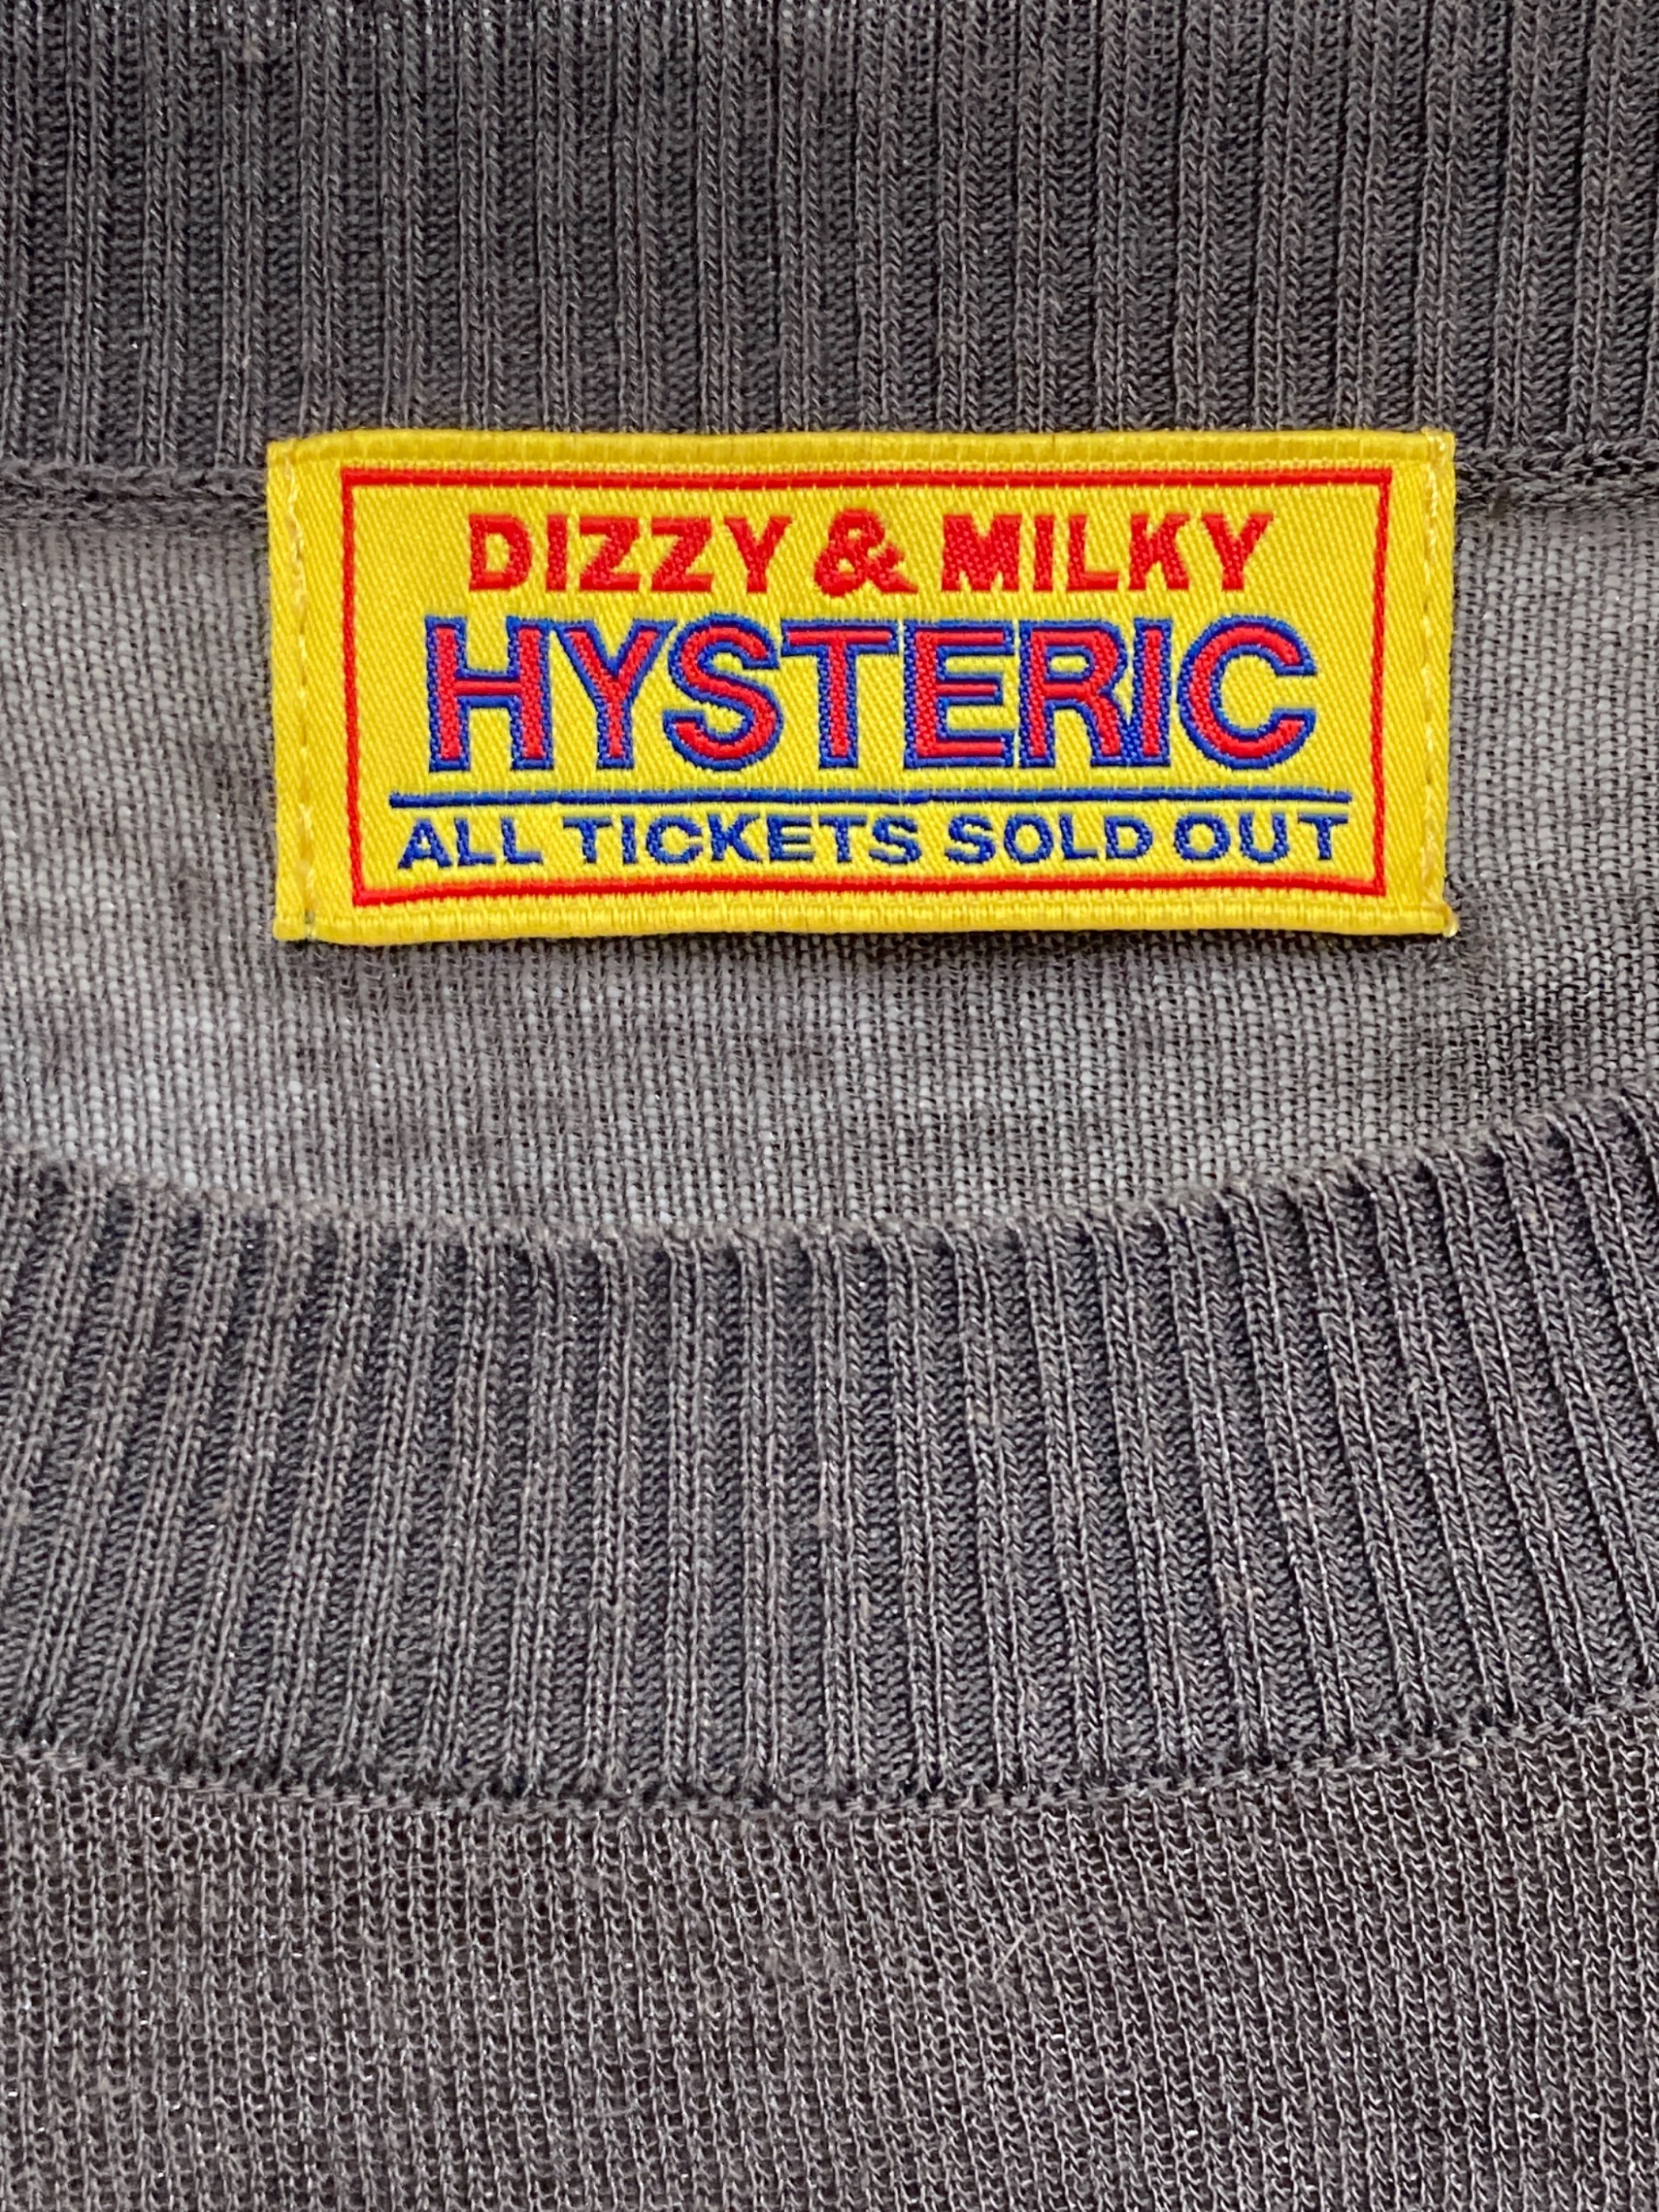 DIZZY & MILKY
HYSTERIC
ALL TICKETS SOLD OUT